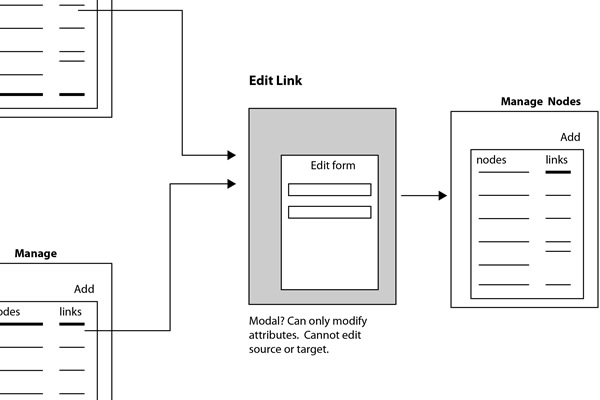 Edit Link
Edit form
Modal? Can only modify
attributes. Cannot edit
source or target.
Manage Nodes
Add
nodes links
Manage
Add
odes links